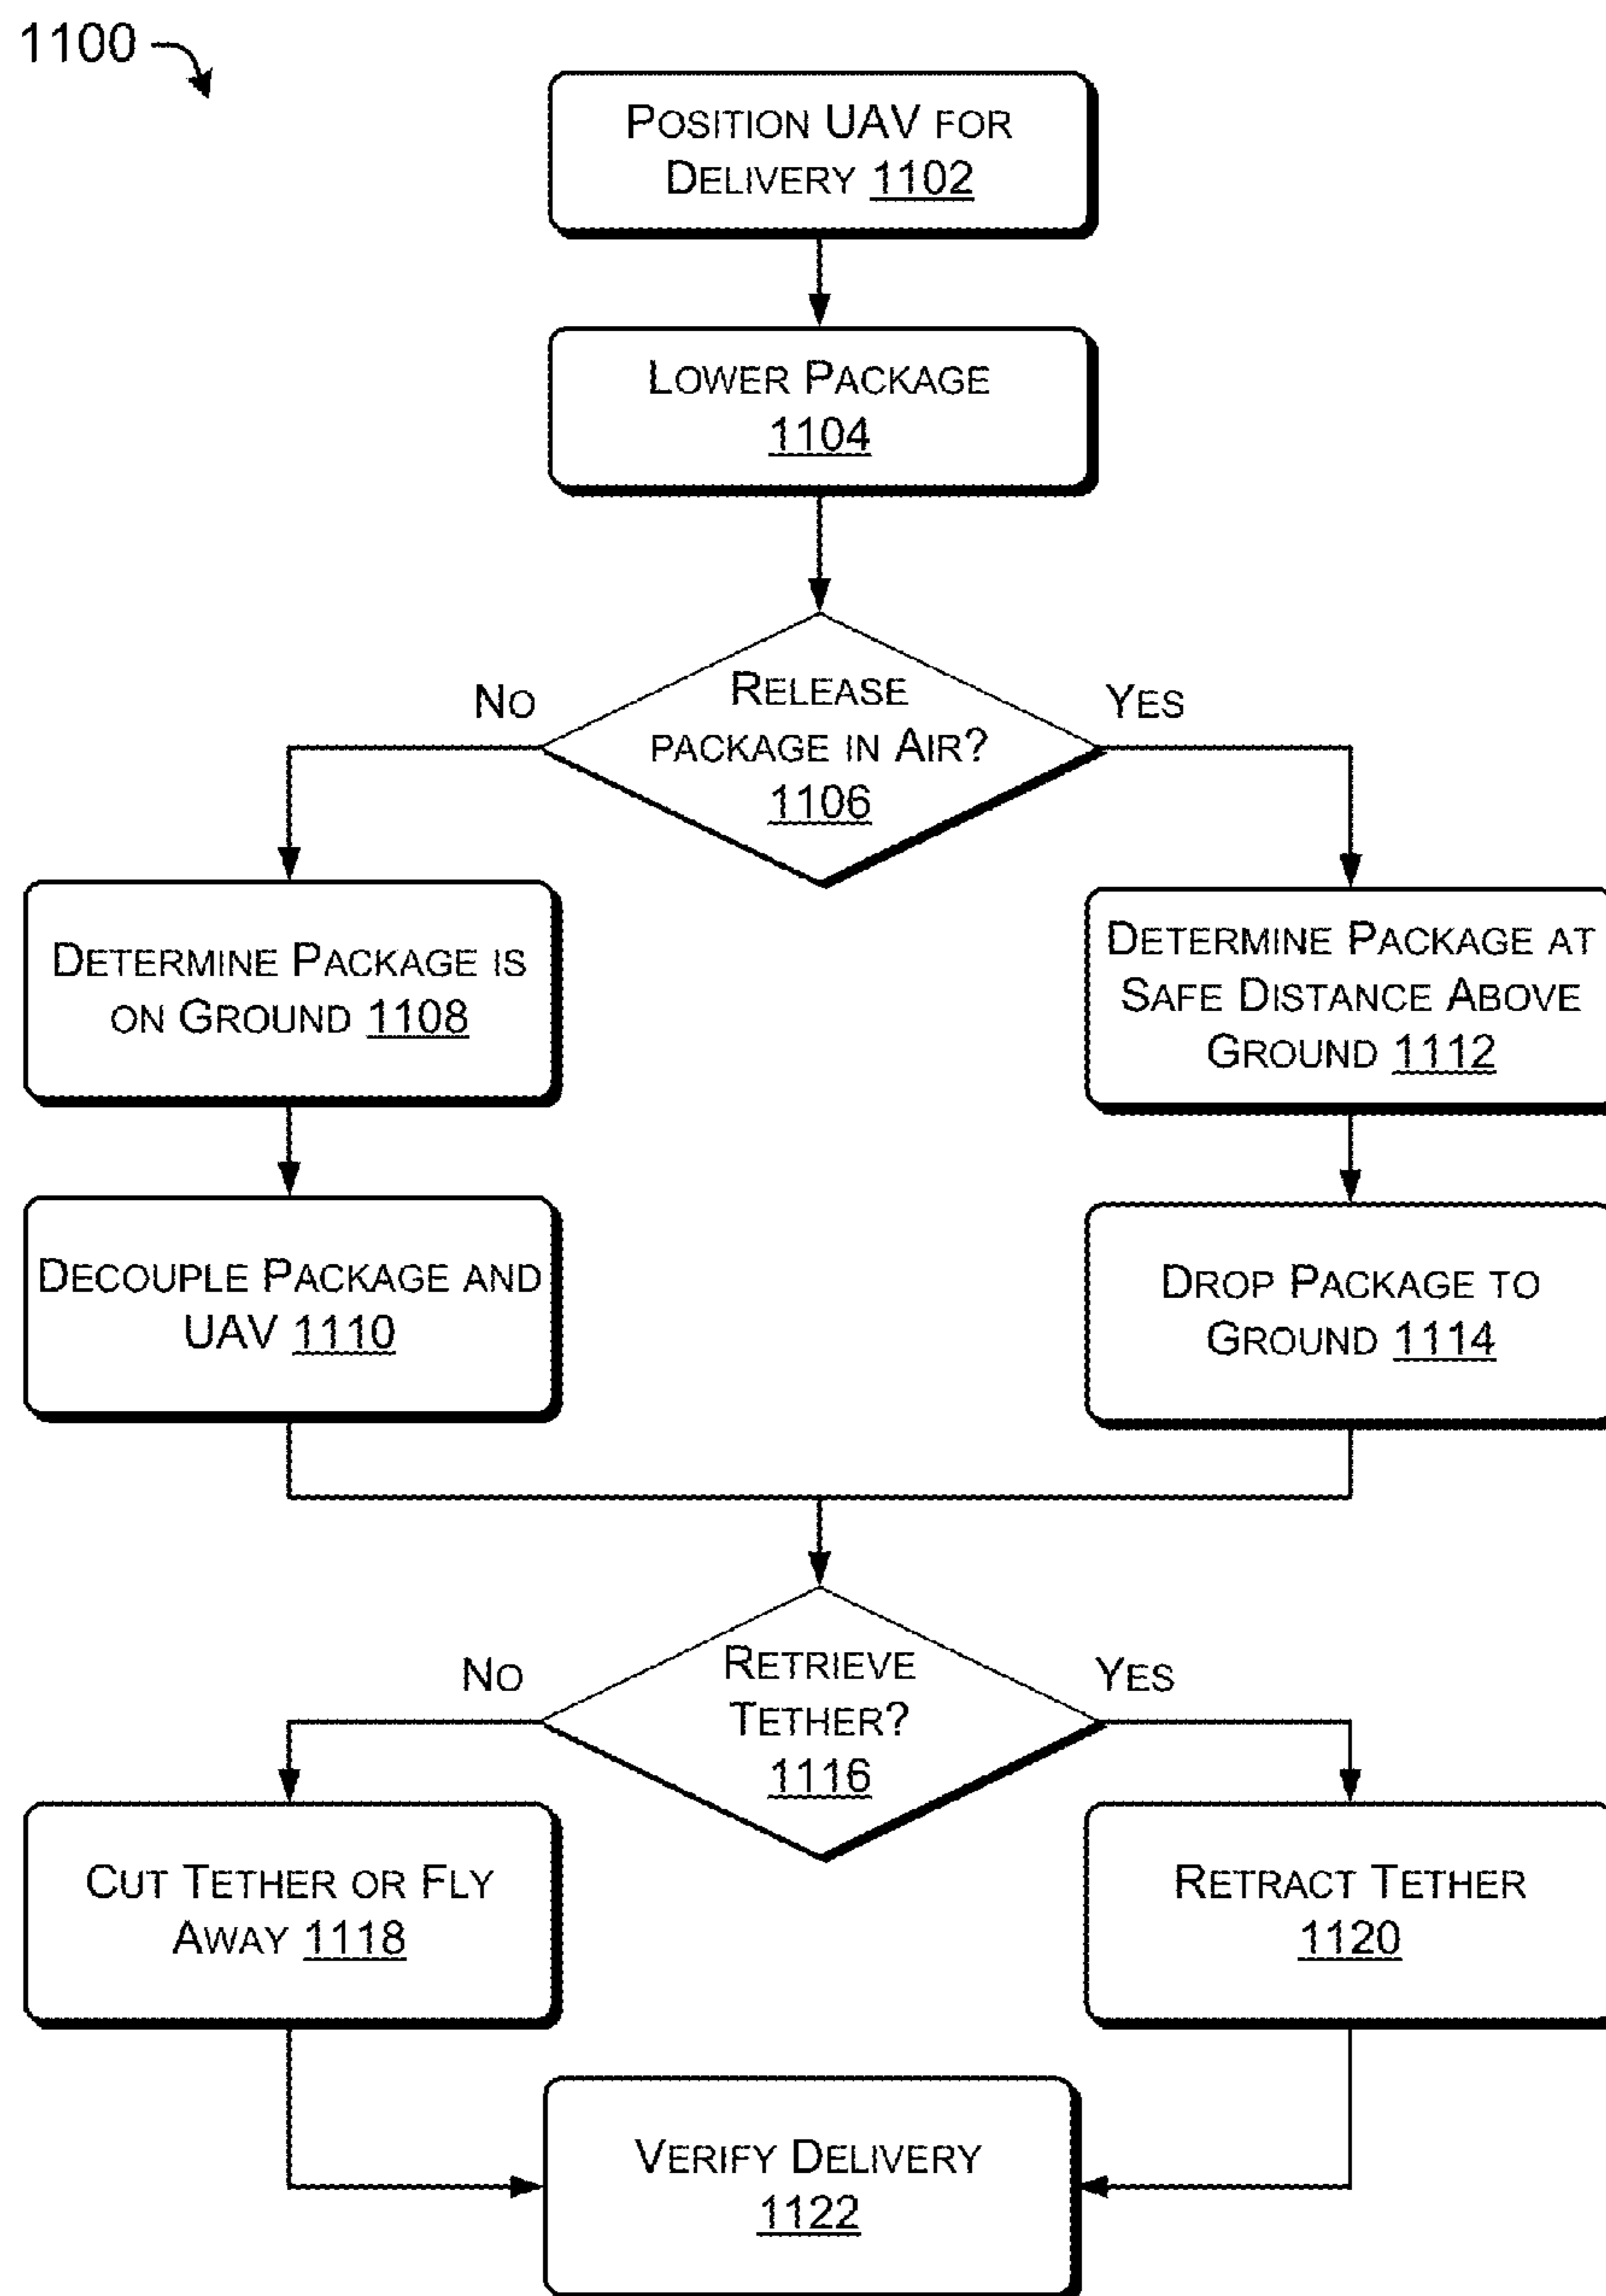 1100
POSITION UAV FOR
DELIVERY 1102
LOWER PACKAGE
1104
RELEASE
PACKAGE IN AIR?
1106
NO
YES
DETERMINE PACKAGE IS
ON GROUND 1108
DETERMINE PACKAGE AT
SAFE DISTANCE ABOVE
GROUND 1112
DECOUPLE PACKAGE AND
UAV 1110
DROP PACKAGE TO
GROUND 1114
RETRIEVE
TETHER?
1116
NO
YES
CUT TETHER OR FLY
AWAY 1118
RETRACT TETHER
1120
VERIFY DELIVERY
1122